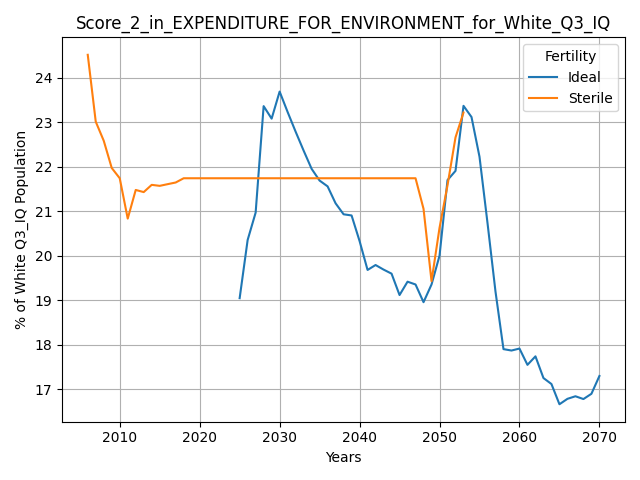 Score_2_in_EXPENDITURE_FOR_ENVIRONMENT_for_White_Q3_IQ
Fertility
Ideal
Sterile
% of White Q3_IQ Population
24
23
22
21
20
19
18
17
2010 2020 2030 2040 2050 2060 2070
Years